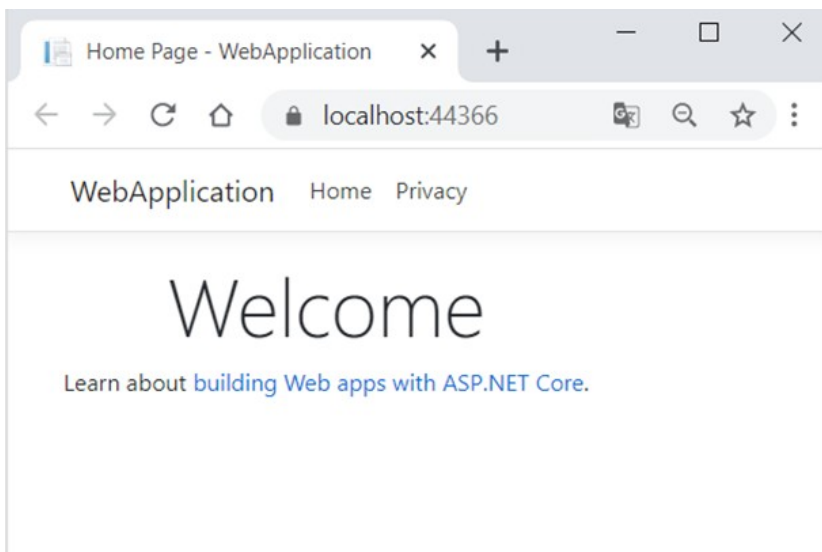 Home Page - WebApplication
localhost:44366
WebApplication Home Privacy
Welcome
Learn about building Web apps with ASP.NET Core.